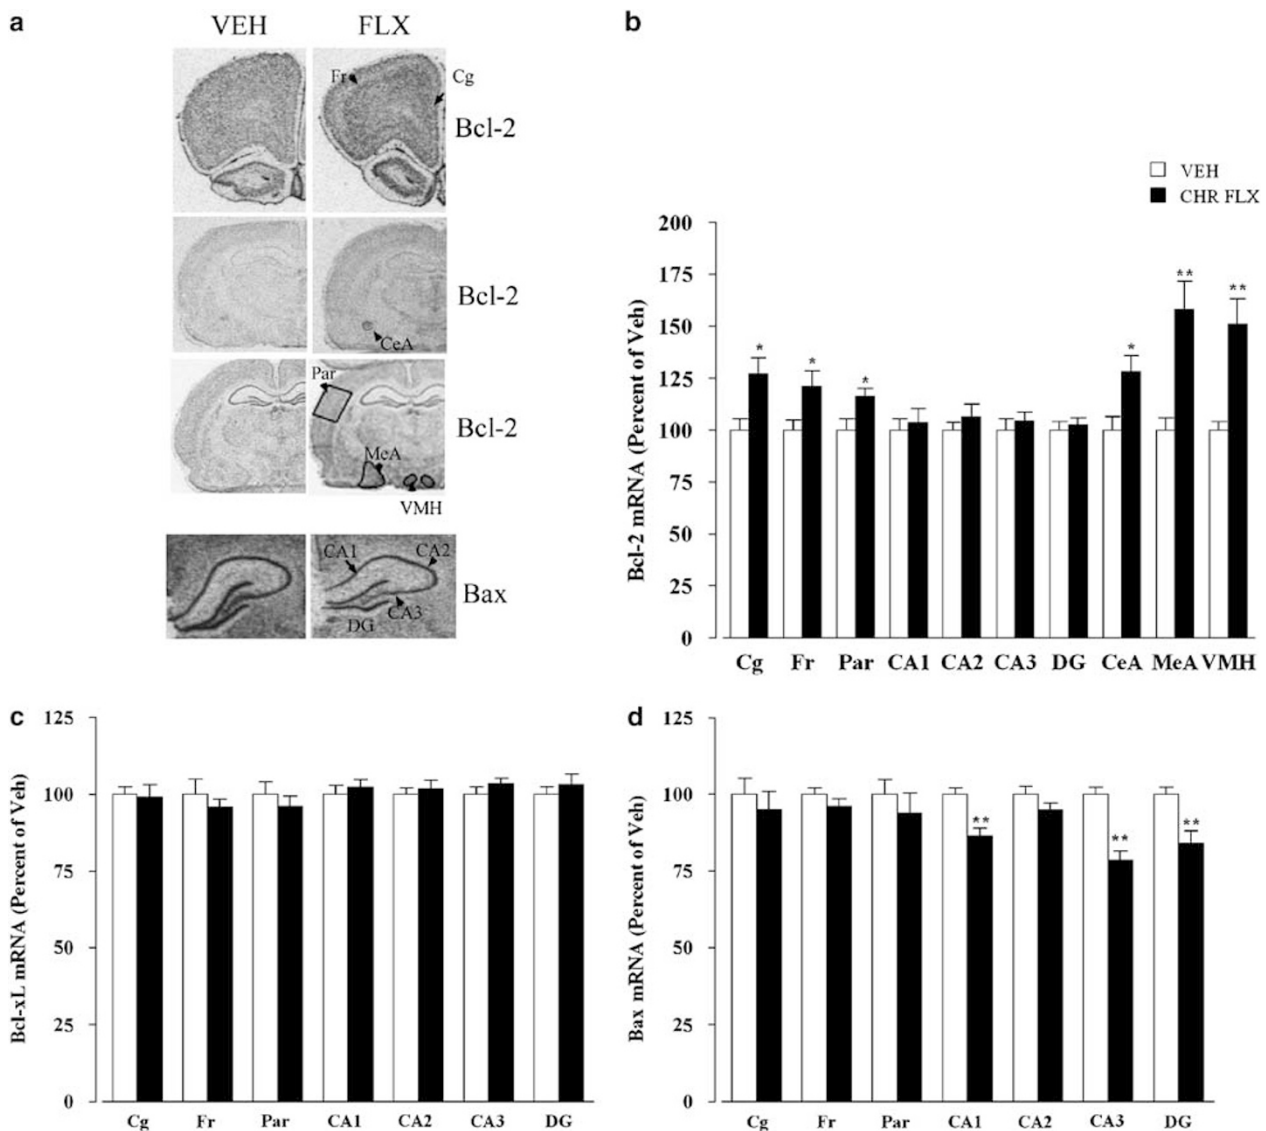 a
VEH FLX
Fr Cg
Bcl-2
Bcl-2
CeA
Par
Bcl-2
MeA
VMH
CA1 CA2
Bax
CA3
DG
b
VEH
CHR FLX
Bcl-2 mRNA (Percent of Veh)
200
175
150
125
100
75
50
25
0
* * * * ** **
Cg Fr Par CA1 CA2 CA3 DG CeA MeA VMH
c
Bcl-xL mRNA (Percent of Veh)
125
100
75
50
25
0
Cg Fr Par CA1 CA2 CA3 DG
d
Bax mRNA (Percent of Veh)
125
100
75
50
25
0
** ** **
Cg Fr Par CA1 CA2 CA3 DG